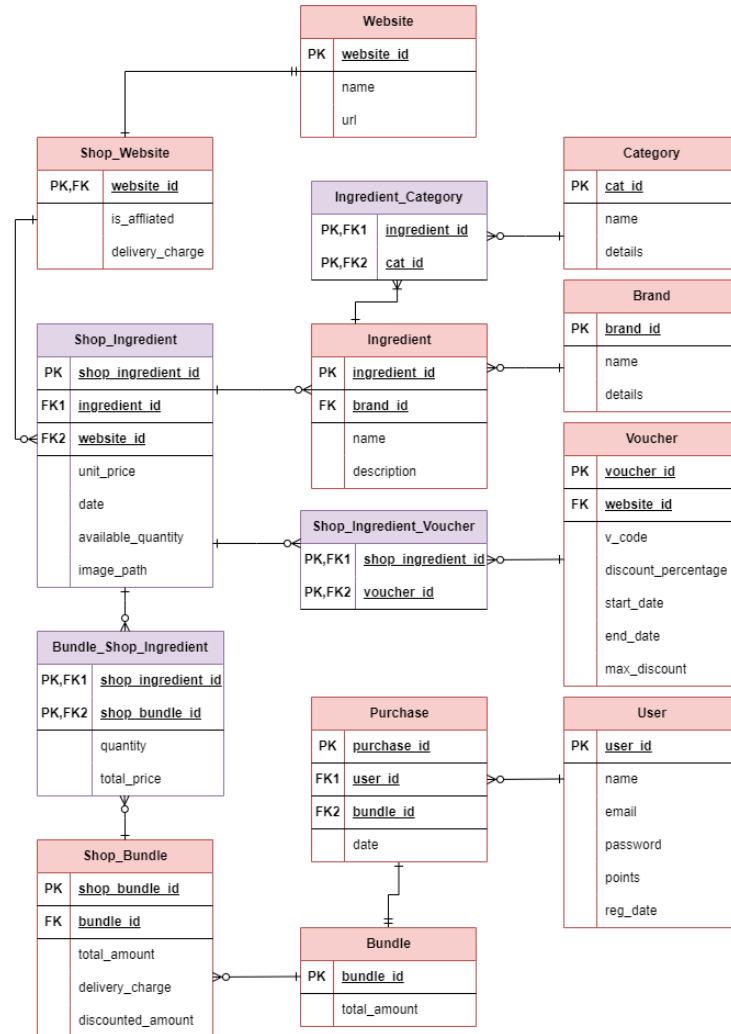 Website
PK website_id
name
url
Shop_Website
PK,FK website_id
is_affliated
delivery_charge
Category
PK cat_id
name
details
Ingredient_Category
PK,FK1 ingredient_id
PK,FK2 cat_id
Brand
PK brand_id
name
details
Shop_Ingredient
PK shop_ingredient_id
FK1 ingredient_id
FK2 website_id
unit_price
date
available_quantity
image_path
Ingredient
PK ingredient_id
FK brand_id
name
description
Voucher
PK voucher_id
FK website_id
v_code
discount_percentage
start_date
end_date
max_discount
Shop_Ingredient_Voucher
PK,FK1 shop_ingredient_id
PK,FK2 voucher_id
Bundle_Shop_Ingredient
PK,FK1 shop_ingredient_id
PK,FK2 shop_bundle_id
quantity
total_price
Purchase
PK purchase_id
FK1 user_id
FK2 bundle_id
date
User
PK user_id
name
email
password
points
reg_date
Shop_Bundle
PK shop_bundle_id
FK bundle_id
total_amount
delivery_charge
discounted_amount
Bundle
PK bundle_id
total_amount